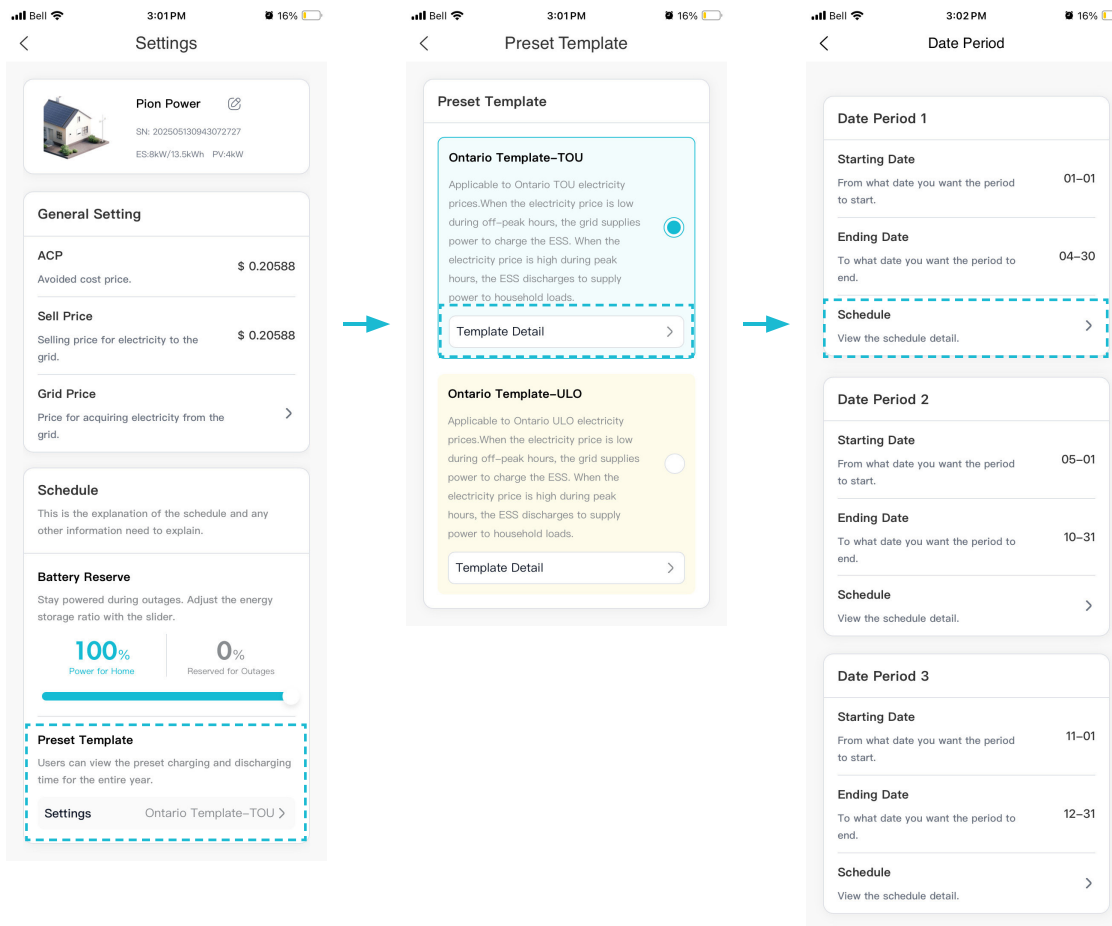 Bell
3:01 PM
16%
Settings
Pion Power
SN: 202505130943072727
ES:8kW/13.5kWh PV:4kW
General Setting
ACP
Avoided cost price.
$ 0.20588
Sell Price
Selling price for electricity to the
grid.
$ 0.20588
Grid Price
Price for acquiring electricity from the
grid.
Schedule
This is the explanation of the schedule and any
other information need to explain.
Battery Reserve
Stay powered during outages. Adjust the energy
storage ratio with the slider.
100%
Power for Home
0%
Reserved for Outages
Preset Template
Users can view the preset charging and discharging
time for the entire year.
Settings
Ontario Template-TOU
Bell
3:01 PM
16%
Preset Template
Preset Template
Ontario Template-TOU
Applicable to Ontario TOU electricity
prices.When the electricity price is low
during off-peak hours, the grid supplies
power to charge the ESS. When the
electricity price is high during peak
hours, the ESS discharges to supply
power to household loads.
Template Detail
Ontario Template-ULO
Applicable to Ontario ULO electricity
prices.When the electricity price is low
during off-peak hours, the grid supplies
power to charge the ESS. When the
electricity price is high during peak
hours, the ESS discharges to supply
power to household loads.
Template Detail
Bell
3:02 PM
16%
Date Period
Date Period 1
Starting Date
From what date you want the period
to start.
01-01
Ending Date
To what date you want the period to
end.
04-30
Schedule
View the schedule detail.
Date Period 2
Starting Date
From what date you want the period
to start.
05-01
Ending Date
To what date you want the period to
end.
10-31
Schedule
View the schedule detail.
Date Period 3
Starting Date
From what date you want the period
to start.
11-01
Ending Date
To what date you want the period to
end.
12-31
Schedule
View the schedule detail.